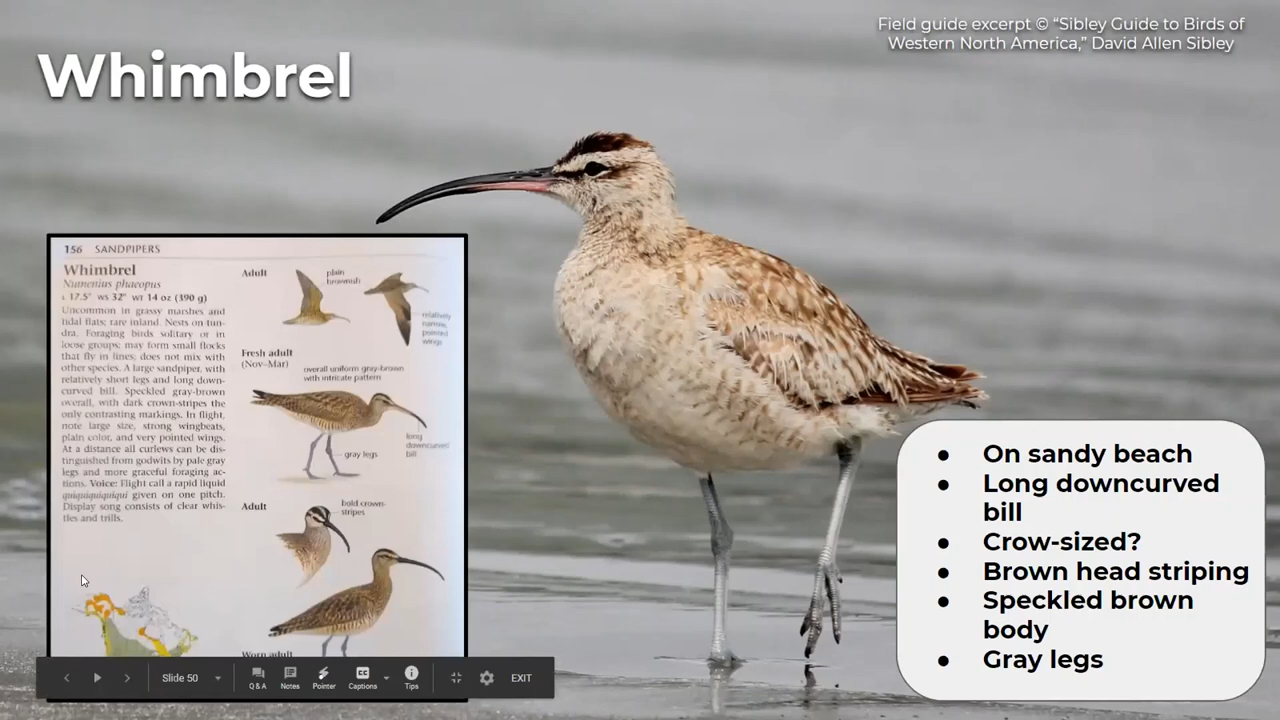 Field guide excerpt © “Sibley Guide to Birds of
Western North America,” David Allen Sibley
Whimbrel
156 SANDPIPERS
Whimbrel
Numenius phaeopus
L 17.5" WS 32" WT 14 oz (390 g)
Uncommon in grassy marshes and
tidal flats; rare inland. Nests on tun-
dra. Foraging birds solitary or in
loose groups; may form small flocks
that fly in lines; does not mix with
other species. A large sandpiper, with
relatively short legs and long down-
curved bill. Speckled gray-brown
overall, with dark crown-stripes the
only contrasting markings. In flight,
note large size, strong wingbeats,
plain color, and very pointed wings.
At a distance all curlews can be dis-
tinguished from godwits by pale gray
legs and more graceful foraging ac-
tions. Voice: Flight call a rapid liquid
quiquiquiquiqui given on one pitch.
Display song consists of clear whis-
tles and trills.
Adult
plain
brownish
relatively
narrow,
pointed
wings
Fresh adult
(Nov–Mar)
overall uniform gray-brown
with intricate pattern
long
downcurved
bill
gray legs
Adult
bold crown-
stripes
Worn adult
• On sandy beach
• Long downcurved
bill
• Crow-sized?
• Brown head striping
• Speckled brown
body
• Gray legs
Slide 50
Q & A
Notes
Pointer
Captions
Tips
EXIT